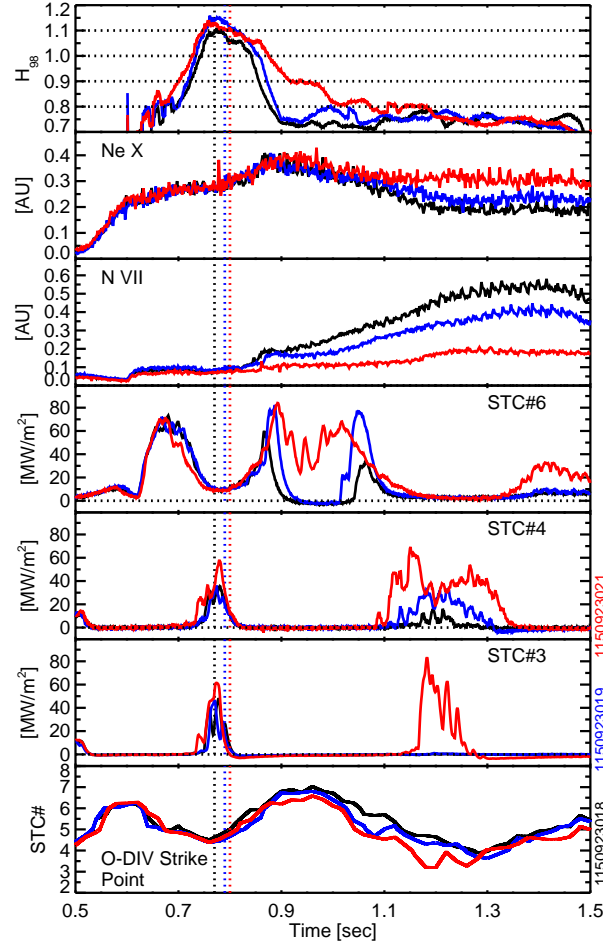 1.2
1.1
1.0
0.9
0.8
0.7
H98
Ne X
0.4
0.3
0.2
0.1
0.0
[AU]
N VII
0.6
0.5
0.4
0.3
0.2
0.1
0.0
[AU]
STC#6
80
60
40
20
0
[MW/m²]
STC#4
80
60
40
20
0
[MW/m²]
STC#3
80
60
40
20
0
[MW/m²]
8
7
6
5
4
3
2
STC#
O-DIV Strike
Point
0.5 0.7 0.9 1.1 1.3 1.5
Time [sec]
1150923018
1150923019
1150923021